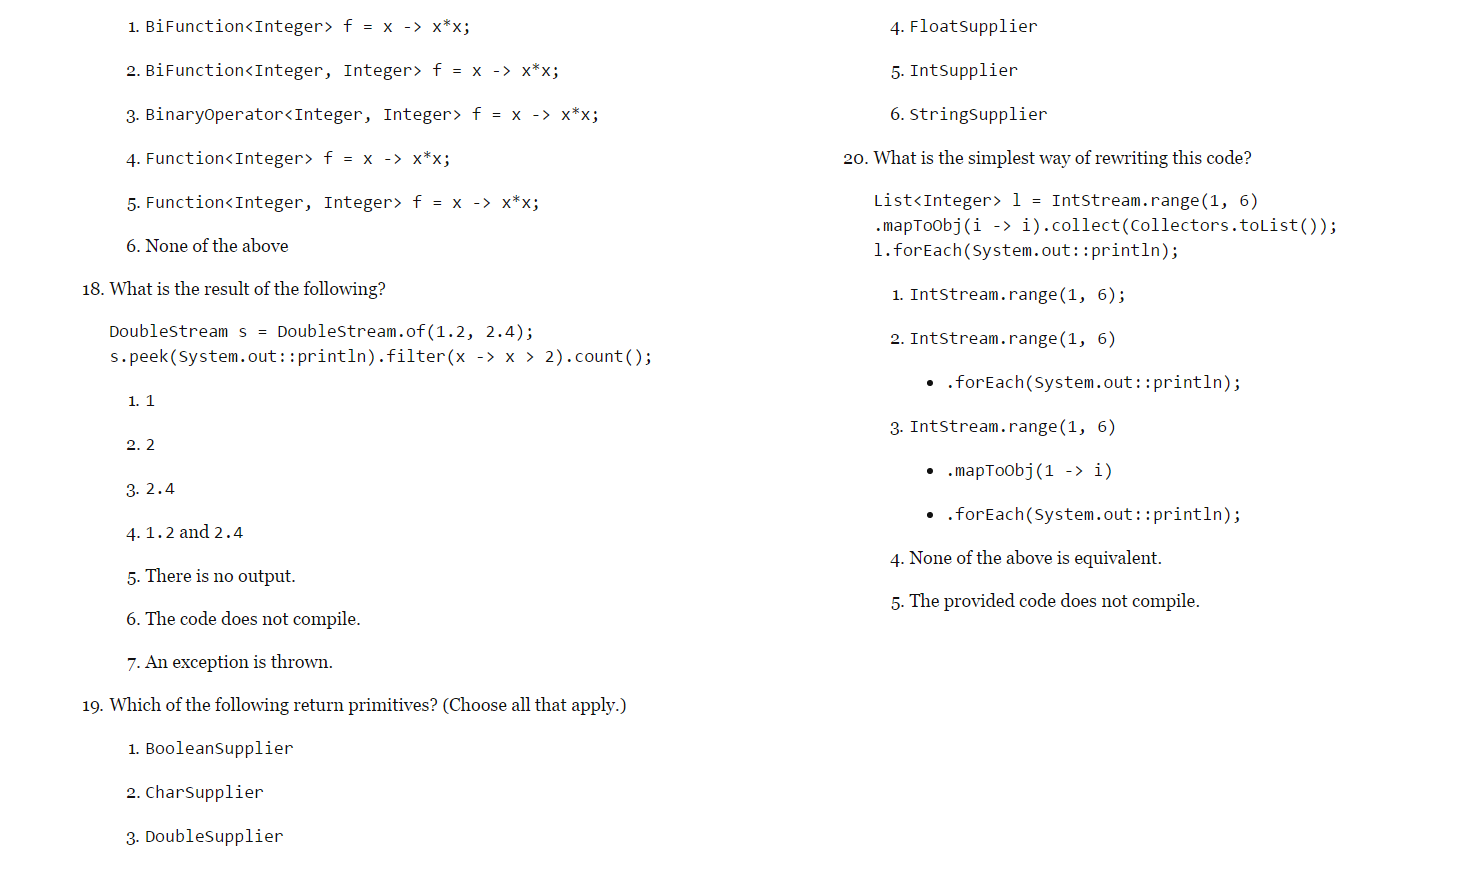 1. BiFunction<Integer> f = x -> x*x;
2. BiFunction<Integer, Integer> f = x -> x*x;
3. BinaryOperator<Integer, Integer> f = x -> x*x;
4. Function<Integer> f = x -> x*x;
5. Function<Integer, Integer> f = x -> x*x;
6. None of the above
18. What is the result of the following?
DoubleStream s = DoubleStream.of(1.2, 2.4);
s.peek(System.out::println).filter(x -> x > 2).count();
1. 1
2. 2
3. 2.4
4. 1.2 and 2.4
5. There is no output.
6. The code does not compile.
7. An exception is thrown.
19. Which of the following return primitives? (Choose all that apply.)
1. BooleanSupplier
2. CharSupplier
3. DoubleSupplier
4. FloatSupplier
5. IntSupplier
6. StringSupplier
20. What is the simplest way of rewriting this code?
List<Integer> l = IntStream.range(1, 6)
.mapToObj(i -> i).collect(Collectors.toList());
l.forEach(System.out::println);
1. IntStream.range(1, 6);
2. IntStream.range(1, 6)
• .forEach(System.out::println);
3. IntStream.range(1, 6)
• .mapToObj(1 -> i)
• .forEach(System.out::println);
4. None of the above is equivalent.
5. The provided code does not compile.